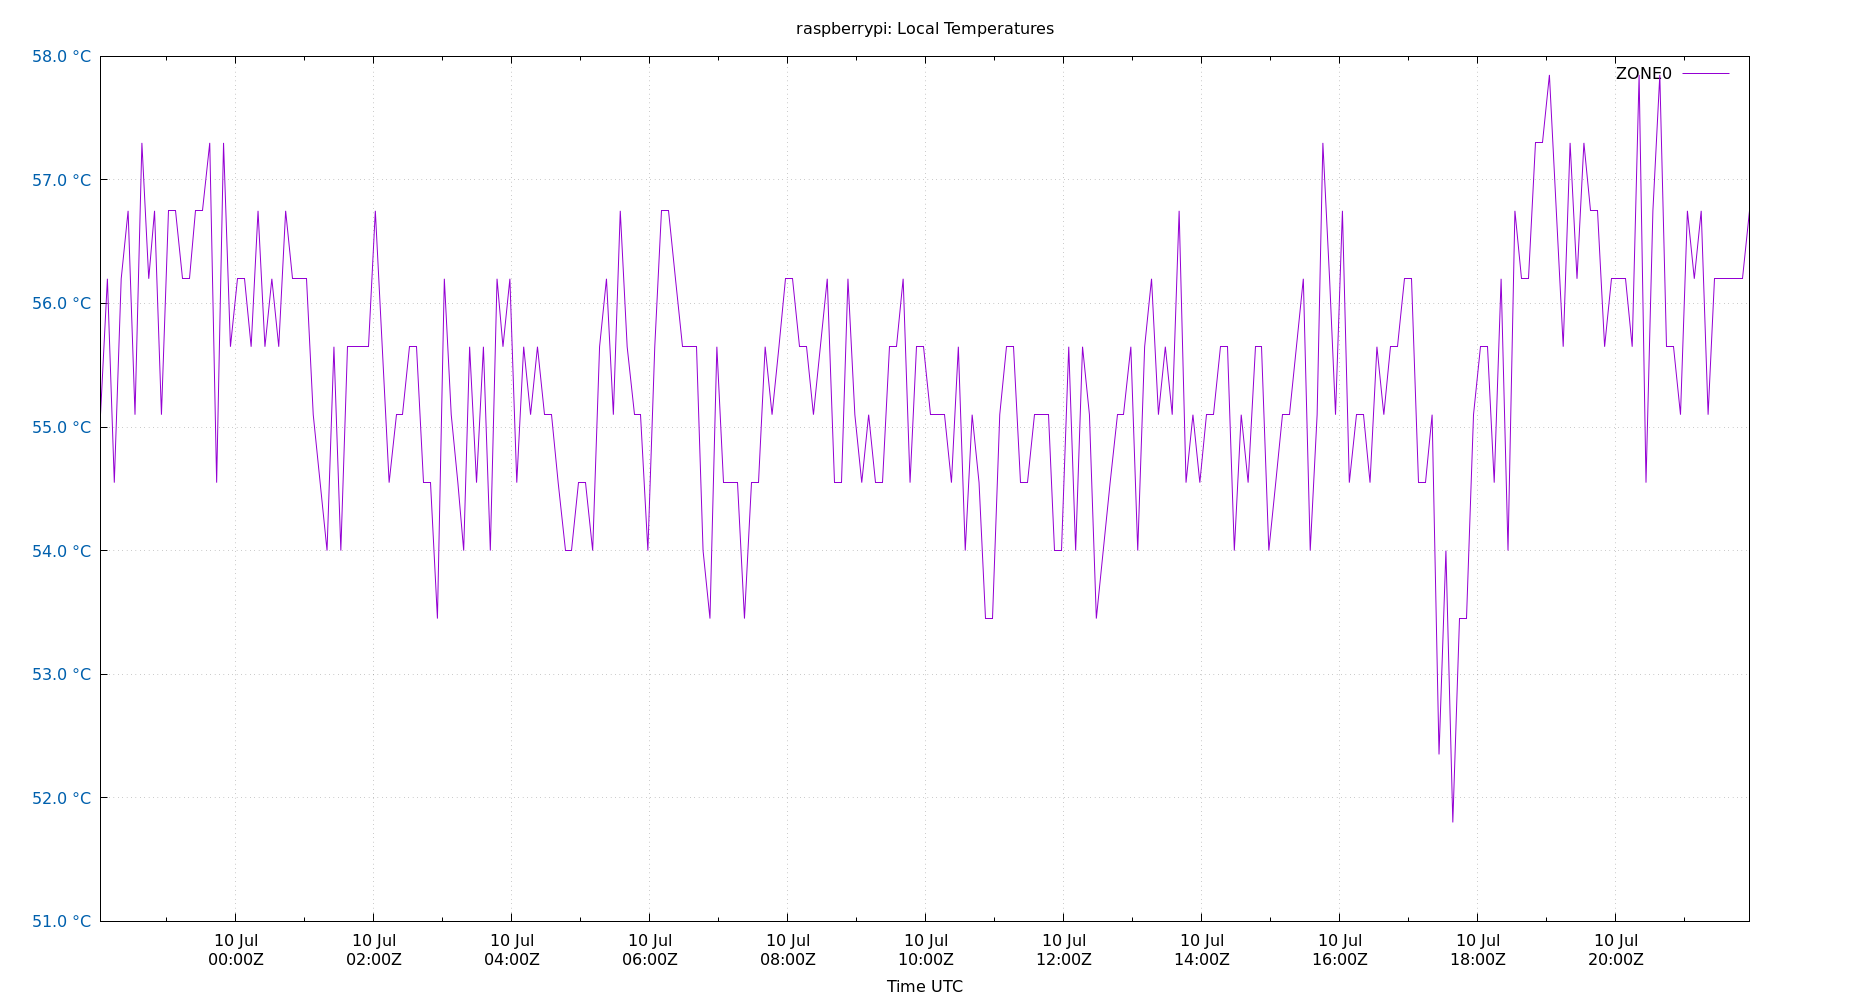 raspberrypi: Local Temperatures
58.0 °C
ZONE0
57.0 °C
56.0 °C
55.0 °C
54.0 °C
53.0 °C
52.0 °C
51.0 °C
10 Jul 10 Jul 10 Jul 10 Jul 10 Jul 10 Jul 10 Jul 10 Jul 10 Jul 10 Jul 10 Jul
00:00Z 02:00Z 04:00Z 06:00Z 08:00Z 10:00Z 12:00Z 14:00Z 16:00Z 18:00Z 20:00Z
Time UTC